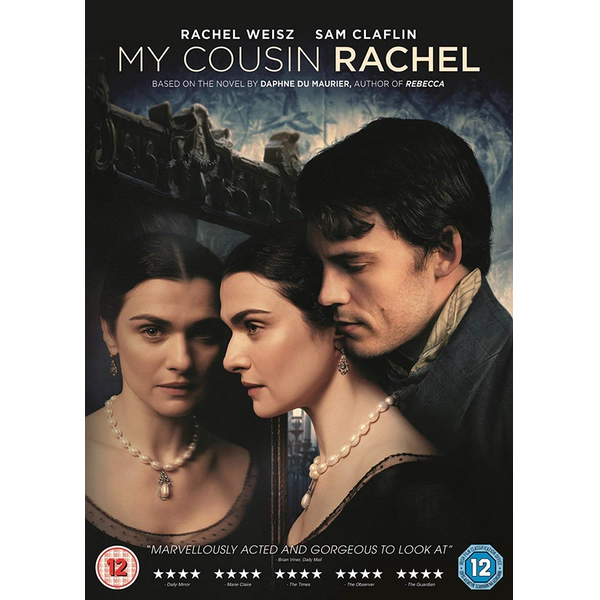 RACHEL WEISZ SAM CLAFLIN
MY COUSIN RACHEL
BASED ON THE NOVEL BY DAPHNE DU MAURIER, AUTHOR OF REBECCA
"MARVELLOUSLY ACTED AND GORGEOUS TO LOOK AT"
- Brian Viner, Daily Mail
12 ★★★★ ★★★★ ★★★★ ★★★★ ★★★★ 12
- Daily Mirror - Marie Claire - The Times - The Observer - The Guardian